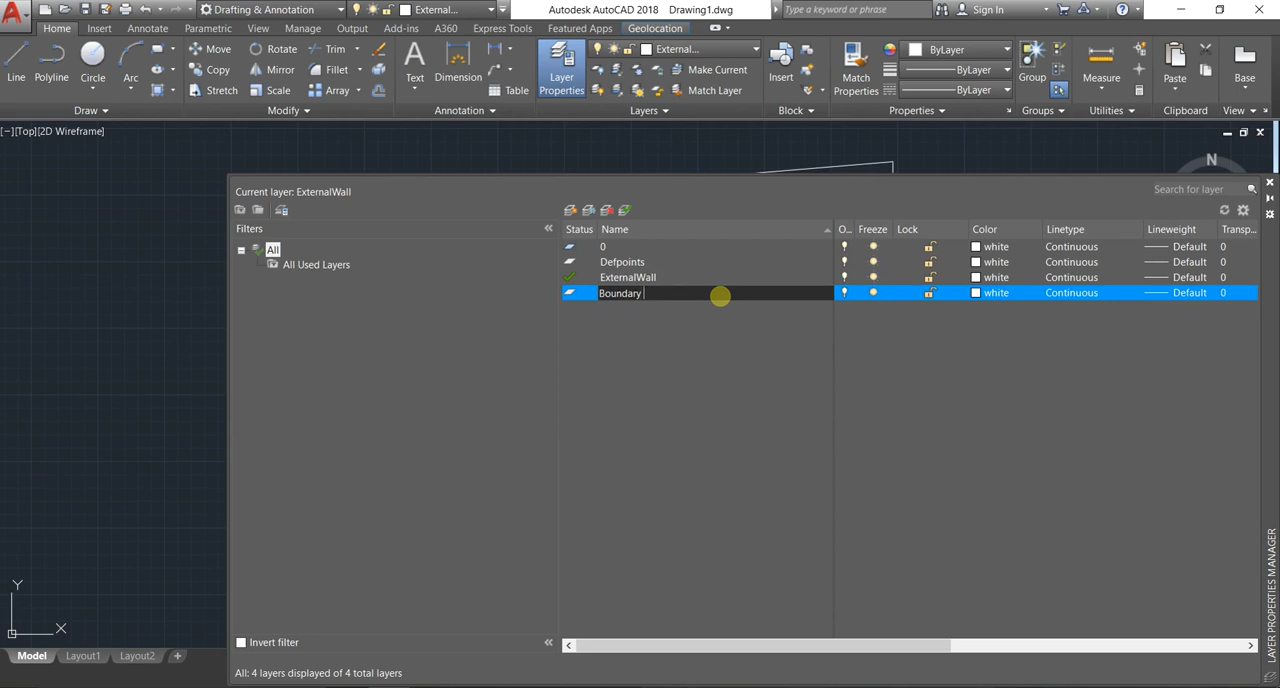 Drafting & Annotation External... Autodesk AutoCAD 2018 Drawing1.dwg Type a keyword or phrase Sign In
Home Insert Annotate Parametric View Manage Output Add-ins A360 Express Tools Featured Apps Geolocation
Line Polyline Circle Arc
Move Rotate Trim
Copy Mirror Fillet
Stretch Scale Array
Text Dimension Table
Layer Properties
External...
Make Current
Match Layer
Insert
Match Properties
ByLayer
ByLayer
ByLayer
Group Measure Paste Base
Draw Modify Annotation Layers Block Properties Groups Utilities Clipboard View
[−][Top][2D Wireframe]
N
Current layer: ExternalWall
Search for layer
Filters
All
All Used Layers
Status Name O... Freeze Lock Color Linetype Lineweight Transp...
0 white Continuous Default 0
Defpoints white Continuous Default 0
ExternalWall white Continuous Default 0
Boundary white Continuous Default 0
Y
X
Invert filter
Model Layout1 Layout2 +
All: 4 layers displayed of 4 total layers
LAYER PROPERTIES MANAGER